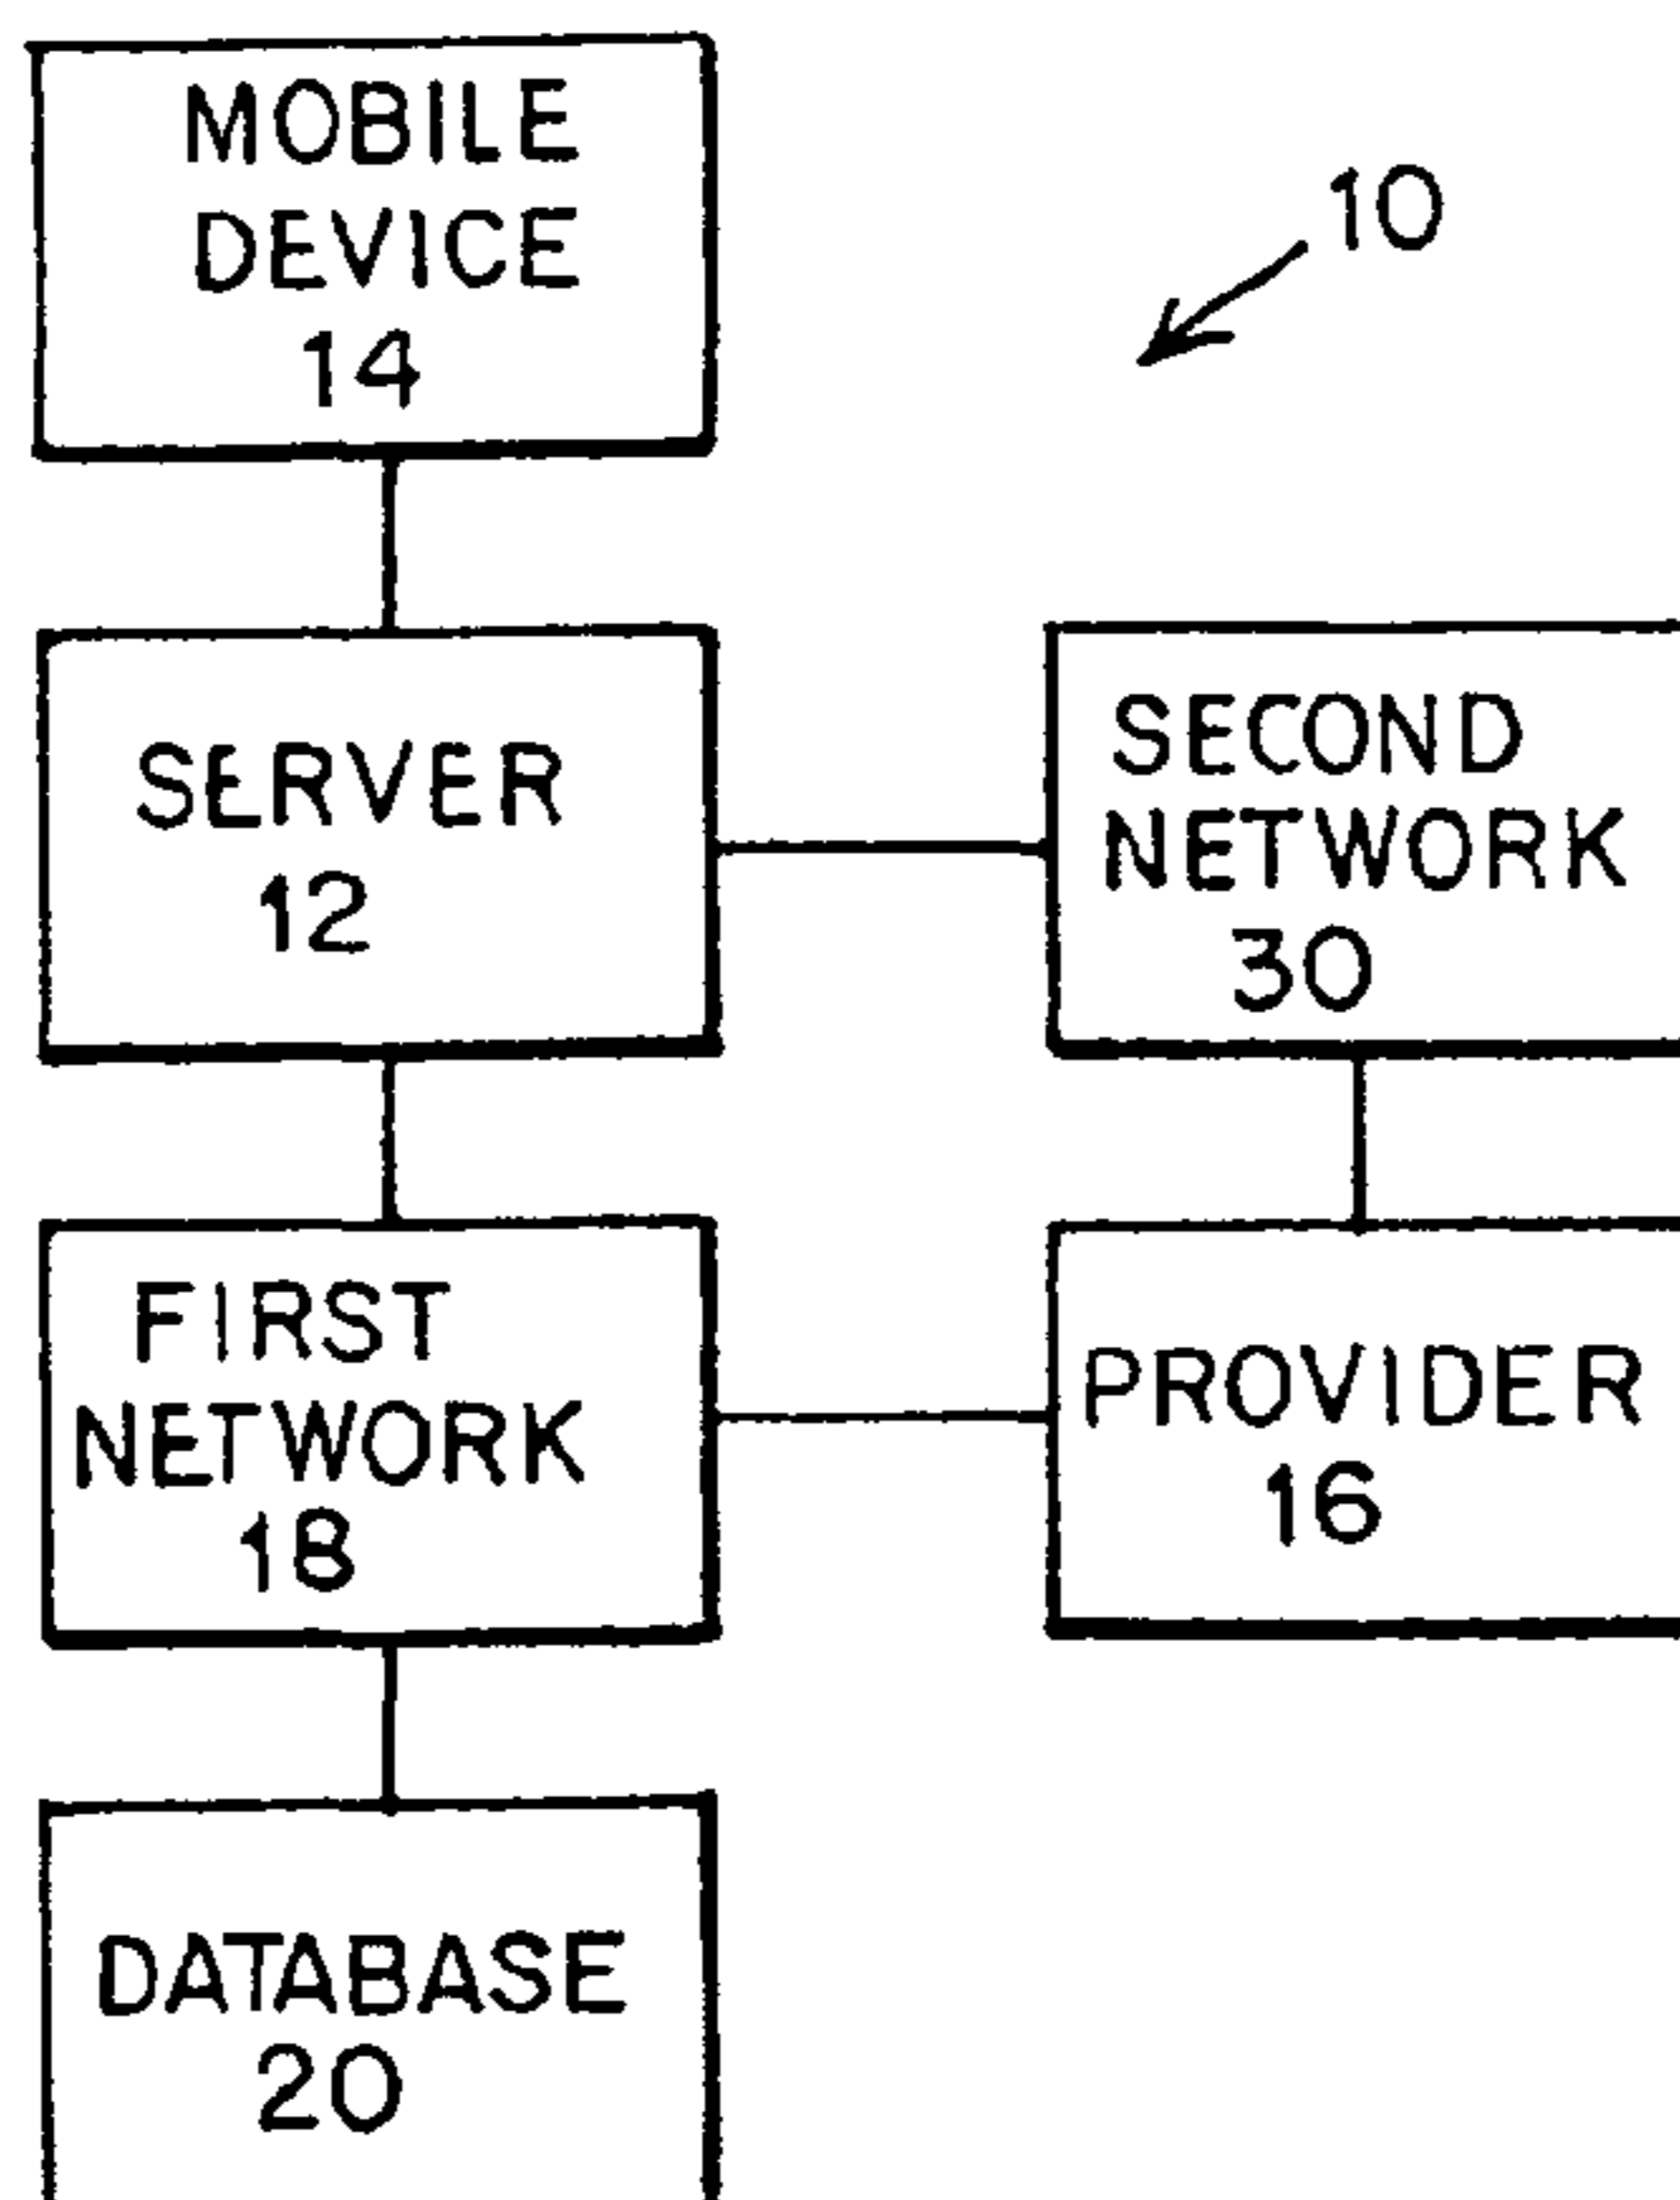 MOBILE
DEVICE
14
10
SERVER
12
SECOND
NETWORK
30
FIRST
NETWORK
18
PROVIDER
16
DATABASE
20